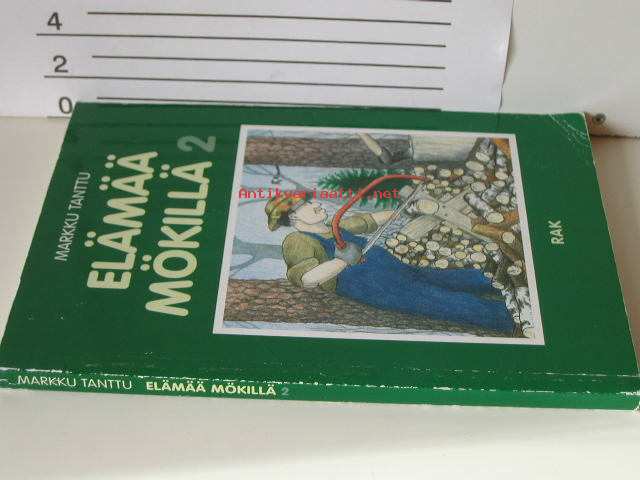 4
2
0
MARKKU TANTTU
ELÄMÄÄ
MÖKILLÄ 2
Antikvariaatti.net
RAK
MARKKU TANTTU ELÄMÄÄ MÖKILLÄ 2